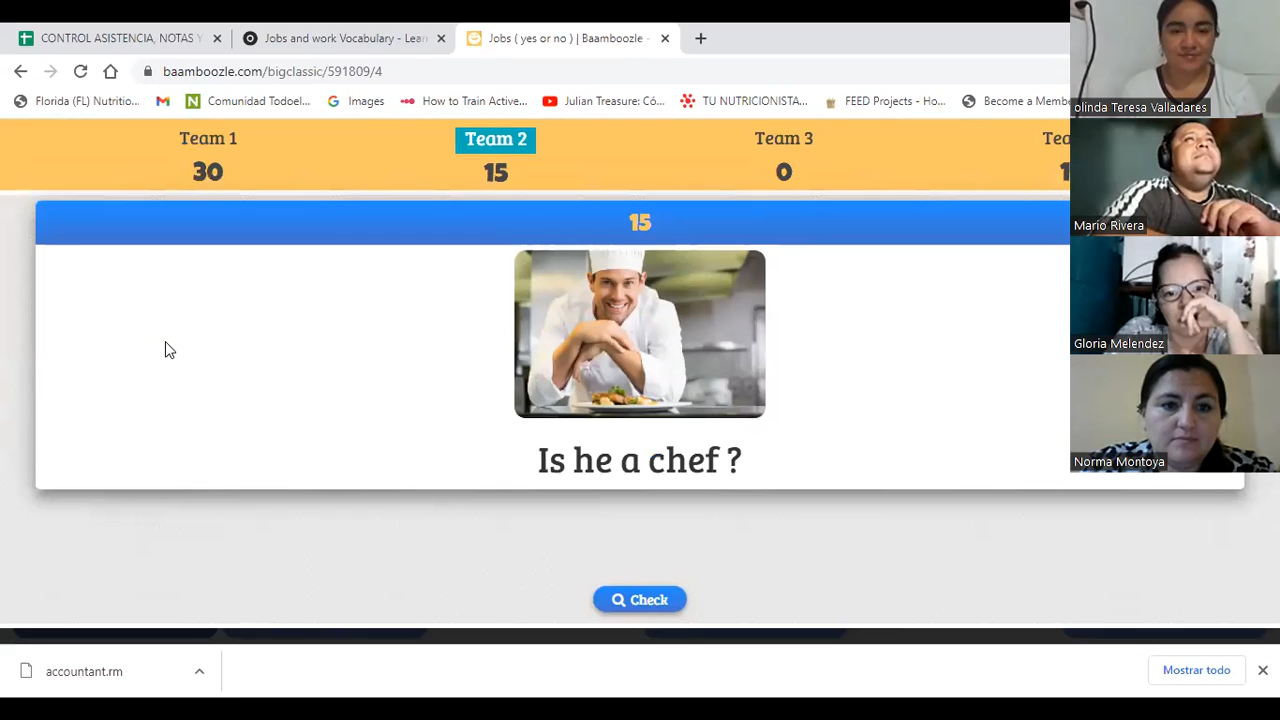 CONTROL ASISTENCIA, NOTAS Y
Jobs and work Vocabulary - Lear
Jobs ( yes or no ) | Baamboozle -
baamboozle.com/bigclassic/591809/4
Florida (FL) Nutritio...
Comunidad Todoel...
Images
How to Train Active...
Julian Treasure: Có...
TU NUTRICIONISTA...
FEED Projects - Ho...
Become a Membe
Team 1
Team 2
Team 3
Tea
30
15
0
1
15
Is he a chef ?
Check
olinda Teresa Valladares
Mario Rivera
Gloria Melendez
Norma Montoya
accountant.rm
Mostrar todo